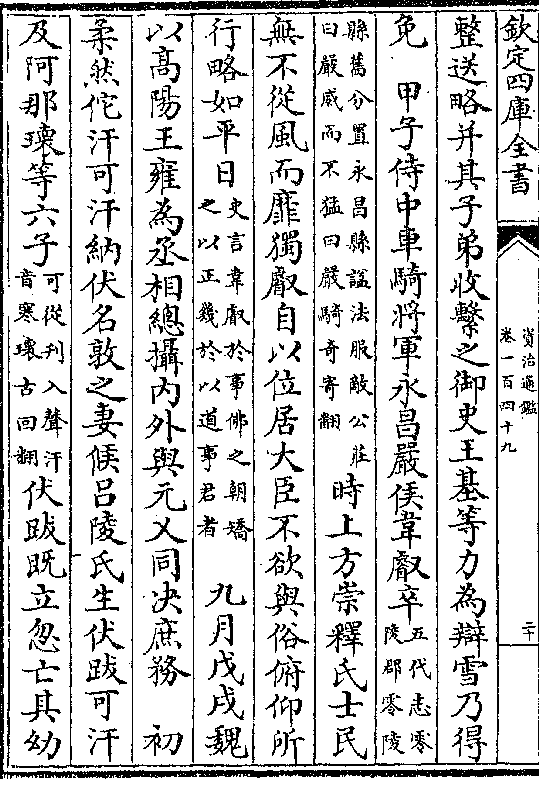 欽定四庫全書
資治通鑑
卷一百四十九
二十
整送略并其子弟收繫之御史王基等力為辯雪乃得
免　甲子侍中車騎將軍永昌嚴侯韋叡卒五代志零陵郡零陵
縣舊分置永昌縣諡法服敵公莊曰嚴威而不猛曰嚴騎奇寄翻時上方崇釋氏士民
無不從風而靡獨叡自以位居大臣不欲與俗俯仰所
行略如平日史言韋叡於事佛之朝矯之以正幾於以道事君者　九月戊戌魏
以髙陽王雍為丞相總攝内外與元乂同决庶務　初
柔然佗汗可汗納伏名敦之妻候吕陵氏生伏跋可汗
及阿那瓌等六子可從刋入聲汗音寒瓌古回翻伏跋既立忽亡其幼